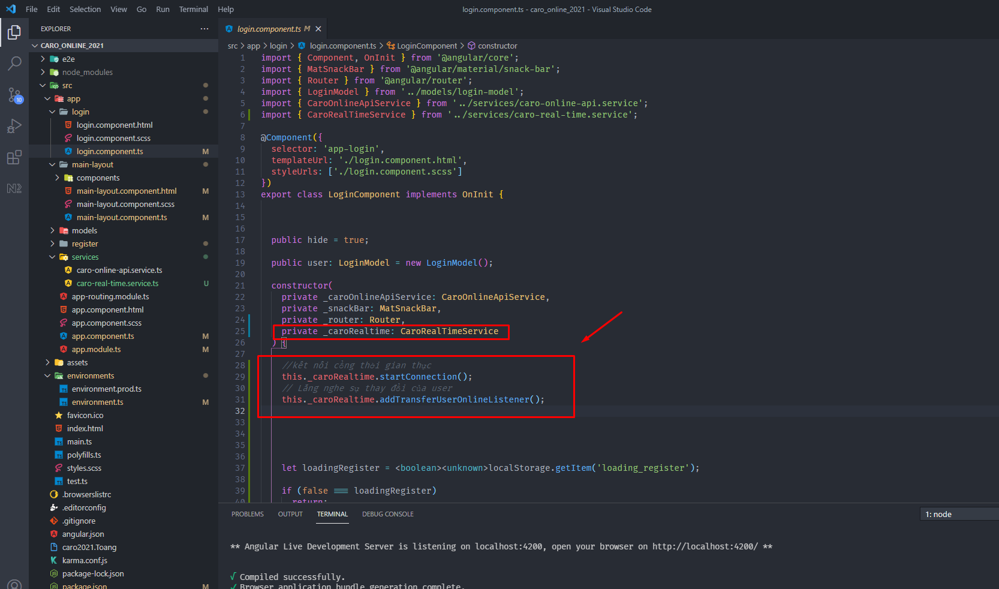 File Edit Selection View Go Run Terminal Help
login.component.ts - caro_online_2021 - Visual Studio Code
EXPLORER
CARO_ONLINE_2021
e2e
node_modules
src
app
login
login.component.html
login.component.scss
login.component.ts M
main-layout
components
main-layout.component.html M
main-layout.component.scss
main-layout.component.ts M
models
register
services
caro-online-api.service.ts
caro-real-time.service.ts U
app-routing.module.ts
app.component.html
app.component.scss
app.component.ts M
app.module.ts M
assets
environments
environment.prod.ts
environment.ts M
favicon.ico
index.html
main.ts
polyfills.ts
styles.scss
test.ts
.browserslistrc
.editorconfig
.gitignore
angular.json
caro2021.Toang
karma.conf.js
package-lock.json
package.json M
10
login.component.ts M
src > app > login > login.component.ts > LoginComponent > constructor
1 import { Component, OnInit } from '@angular/core';
2 import { MatSnackBar } from '@angular/material/snack-bar';
3 import { Router } from '@angular/router';
4 import { LoginModel } from '../models/login-model';
5 import { CaroOnlineApiService } from '../services/caro-online-api.service';
6 import { CaroRealTimeService } from '../services/caro-real-time.service';
7
8 @Component({
9 selector: 'app-login',
10 templateUrl: './login.component.html',
11 styleUrls: ['./login.component.scss']
12 })
13 export class LoginComponent implements OnInit {
14
15
16
17 public hide = true;
18
19 public user: LoginModel = new LoginModel();
20
21 constructor(
22 private _caroOnlineApiService: CaroOnlineApiService,
23 private _snackBar: MatSnackBar,
24 private _router: Router,
25 private _caroRealtime: CaroRealTimeService
26 ) {
27
28 //kết nối cổng thời gian thực
29 this._caroRealtime.startConnection();
30 // Lắng nghe sự thay đổi của user
31 this._caroRealtime.addTransferUserOnlineListener();
32
33
34
35
36
37 let loadingRegister = <boolean><unknown>localStorage.getItem('loading_register');
38
39 if (false === loadingRegister)
40 return;
PROBLEMS OUTPUT TERMINAL DEBUG CONSOLE
1: node
** Angular Live Development Server is listening on localhost:4200, open your browser on http://localhost:4200/ **
√ Compiled successfully.
✓ Browser application bundle generation complete.